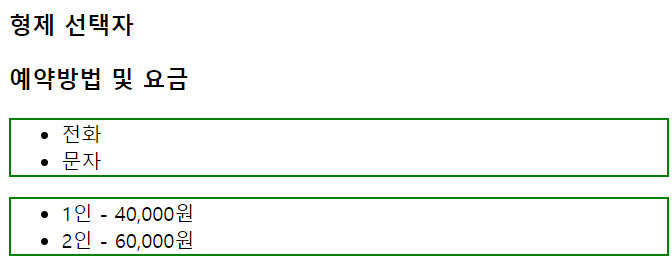 형제 선택자
예약방법 및 요금
전화
문자
1인 - 40,000원
2인 - 60,000원